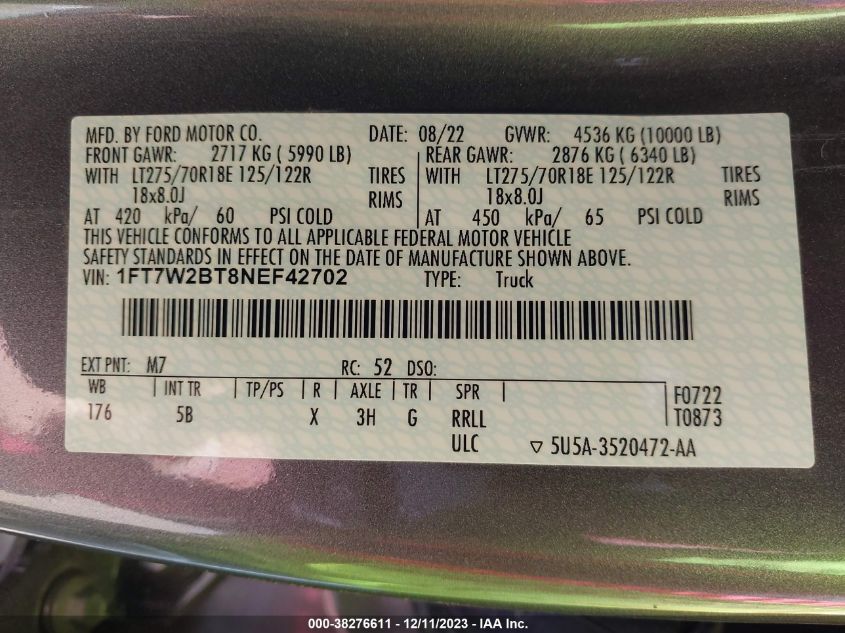 MFD. BY FORD MOTOR CO. DATE: 08/22 GVWR: 4536 KG (10000 LB)
FRONT GAWR: 2717 KG ( 5990 LB) REAR GAWR: 2876 KG ( 6340 LB)
WITH LT275/70R18E 125/122R TIRES WITH LT275/70R18E 125/122R TIRES
18x8.0J RIMS 18x8.0J RIMS
AT 420 kPa/ 60 PSI COLD AT 450 kPa/ 65 PSI COLD
THIS VEHICLE CONFORMS TO ALL APPLICABLE FEDERAL MOTOR VEHICLE
SAFETY STANDARDS IN EFFECT ON THE DATE OF MANUFACTURE SHOWN ABOVE.
VIN: 1FT7W2BT8NEF42702 TYPE: Truck
EXT PNT: M7 RC: 52 DSO:
WB INT TR TP/PS R AXLE TR SPR F0722
176 5B X 3H G RRLL T0873
ULC ▽ 5U5A-3520472-AA
000-38276611 - 12/11/2023 - IAA Inc.